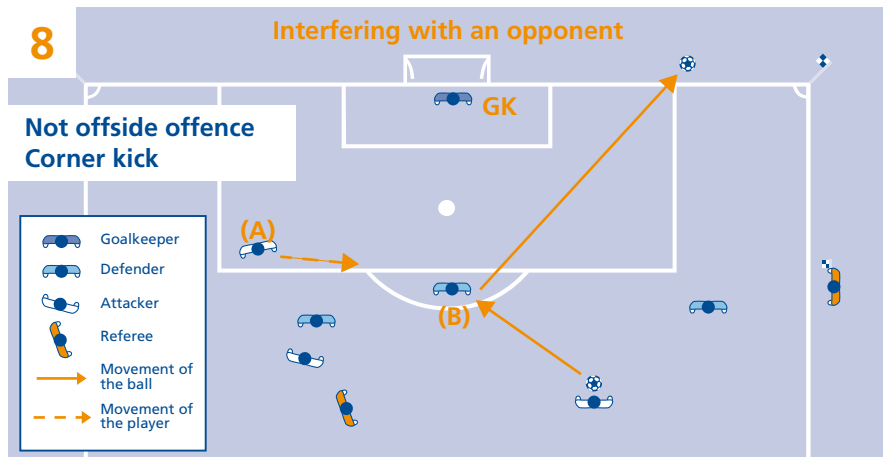 8
Interfering with an opponent
GK
Not offside offence
Corner kick
(A)
(B)
Goalkeeper
Defender
Attacker
Referee
Movement of
the ball
Movement of
the player